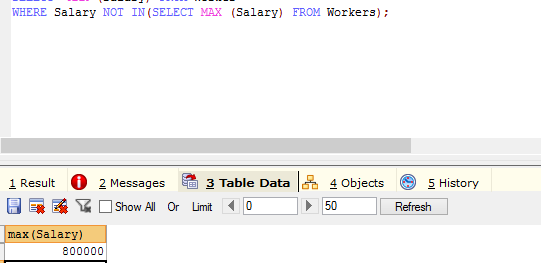 WHERE Salary NOT IN(SELECT MAX (Salary) FROM Workers);
1 Result 2 Messages 3 Table Data 4 Objects 5 History
Show All Or Limit 0 50 Refresh
max(Salary)
800000